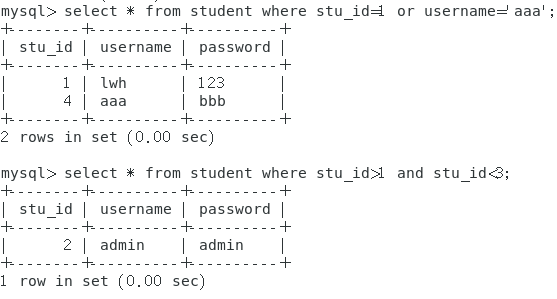 mysql> select * from student where stu_id=1 or username='aaa';
+--------+----------+----------+
| stu_id | username | password |
+--------+----------+----------+
|      1 | lwh      | 123      |
|      4 | aaa      | bbb      |
+--------+----------+----------+
2 rows in set (0.00 sec)

mysql> select * from student where stu_id>1 and stu_id<3;
+--------+----------+----------+
| stu_id | username | password |
+--------+----------+----------+
|      2 | admin    | admin    |
+--------+----------+----------+
1 row in set (0.00 sec)